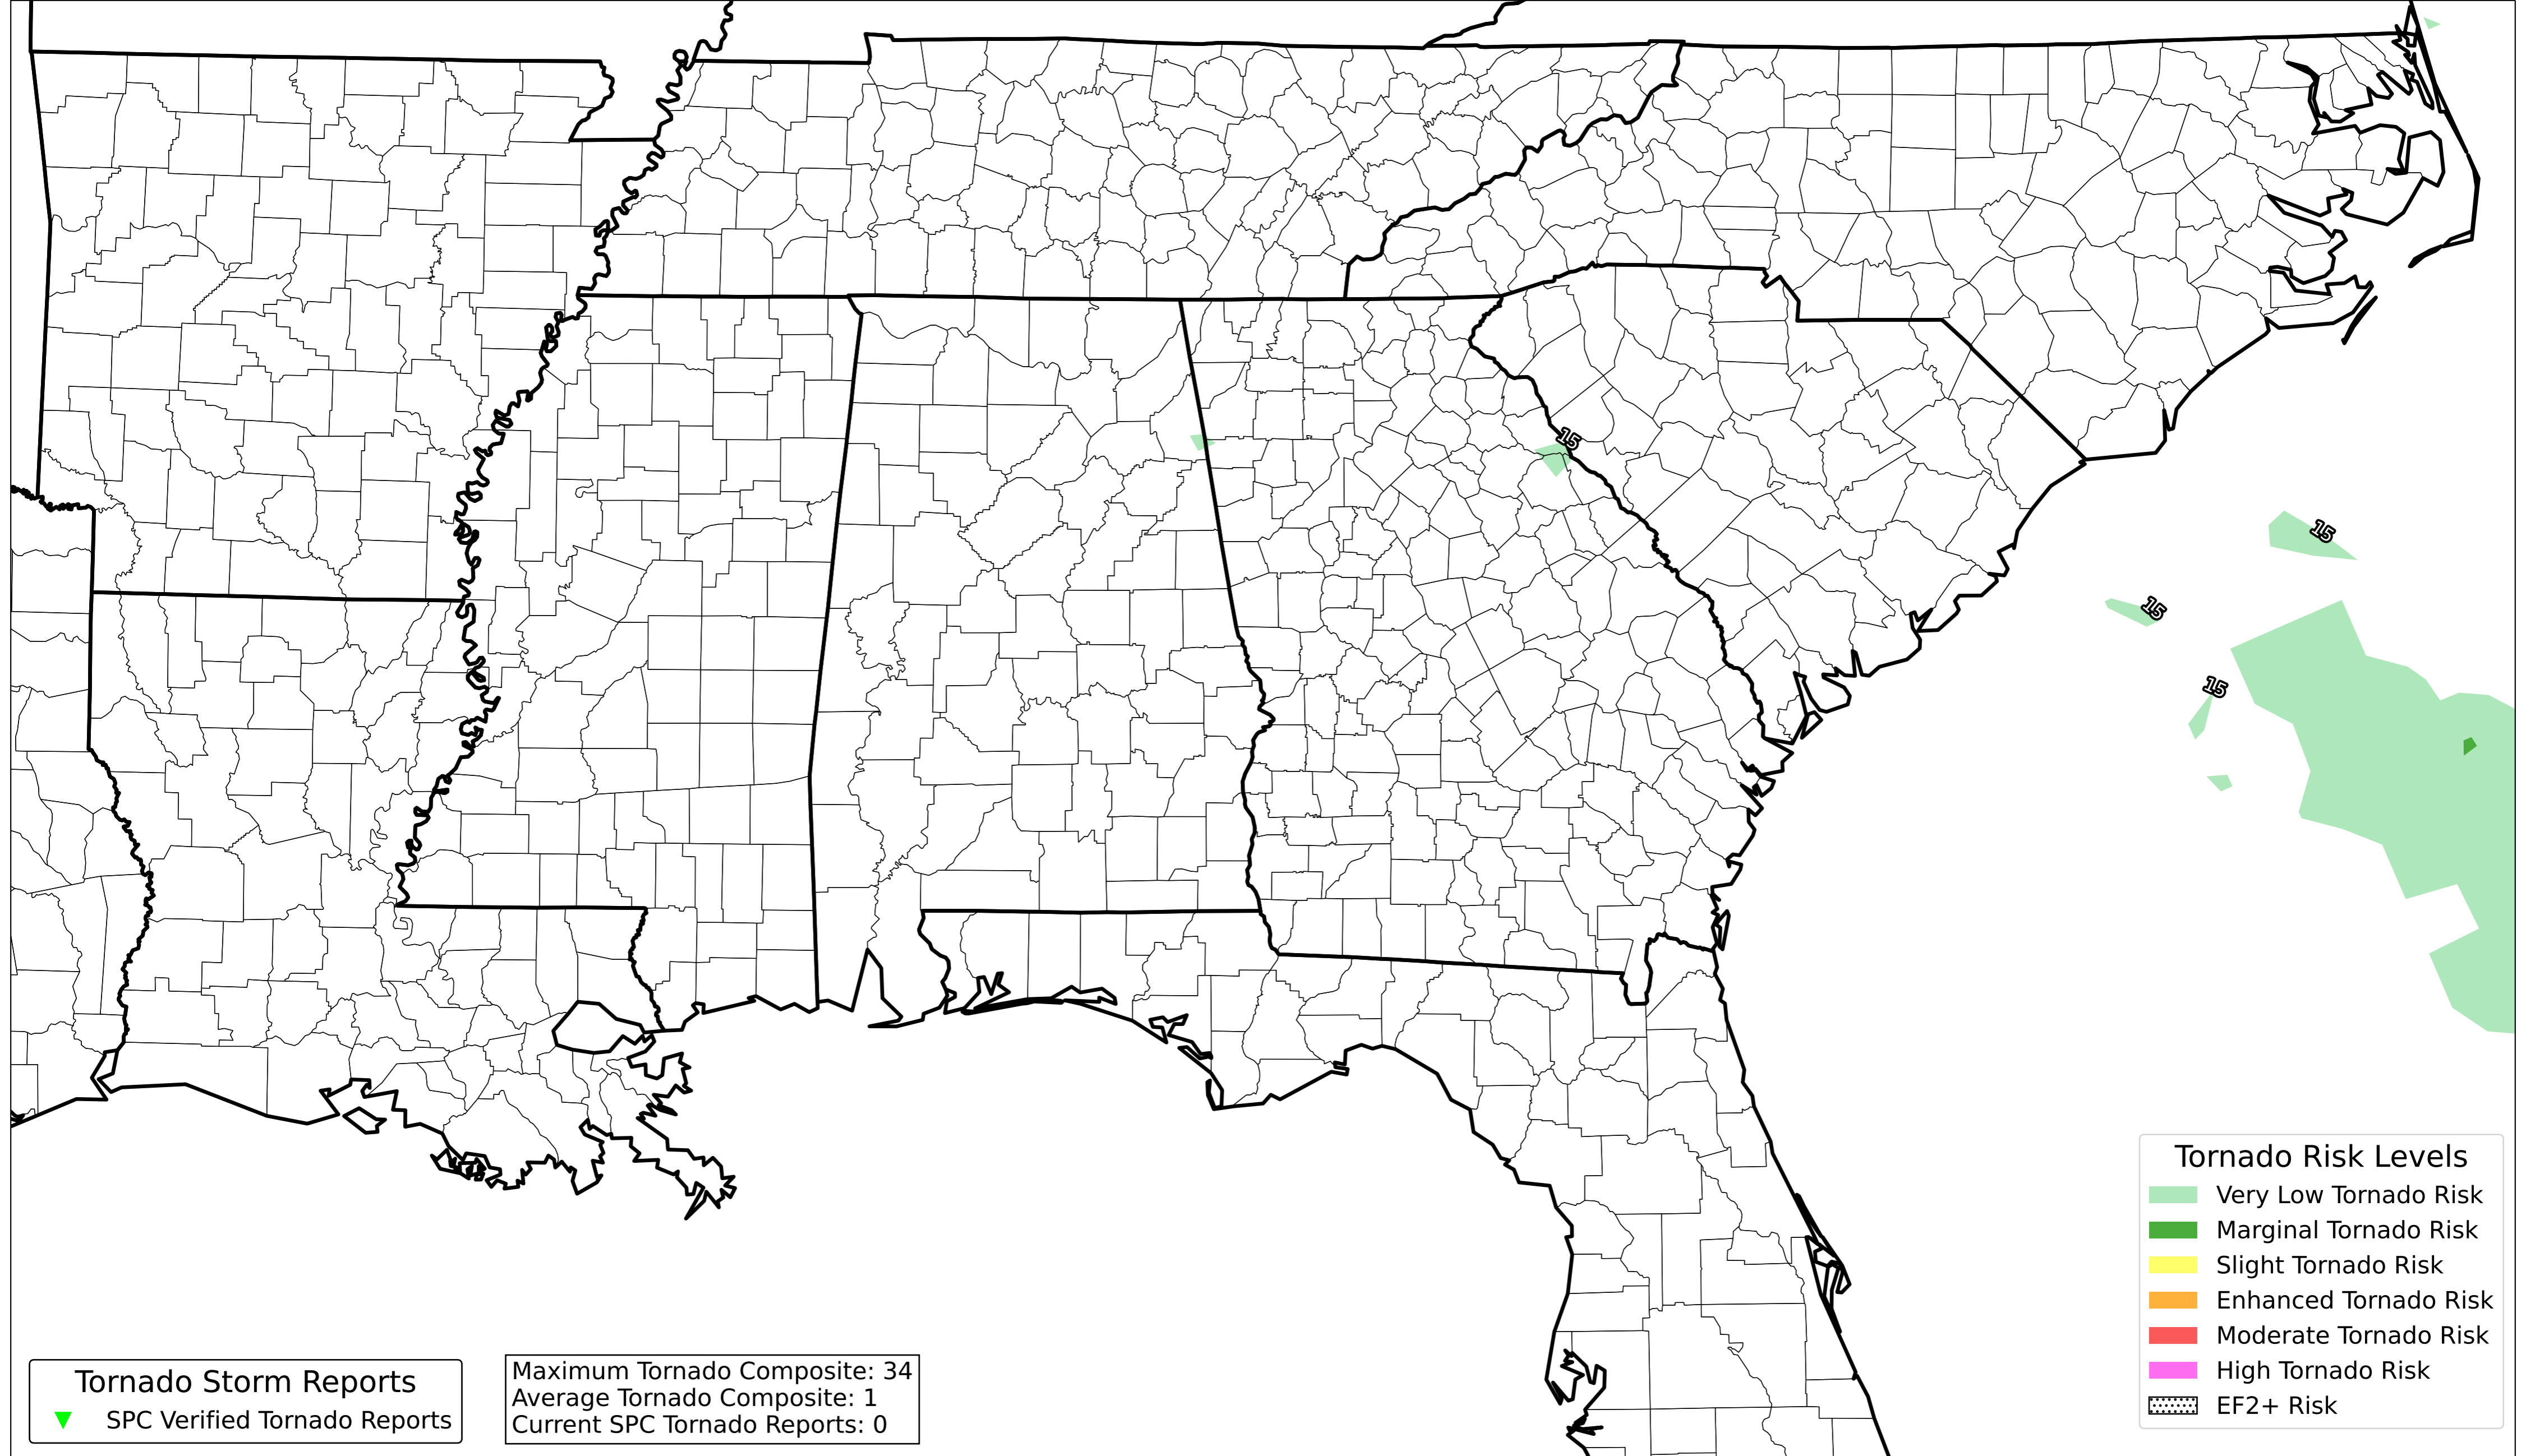 15
15
15
15
Tornado Risk Levels
Very Low Tornado Risk
Marginal Tornado Risk
Slight Tornado Risk
Enhanced Tornado Risk
Moderate Tornado Risk
High Tornado Risk
EF2+ Risk
Tornado Storm Reports
SPC Verified Tornado Reports
Maximum Tornado Composite: 34
Average Tornado Composite: 1
Current SPC Tornado Reports: 0